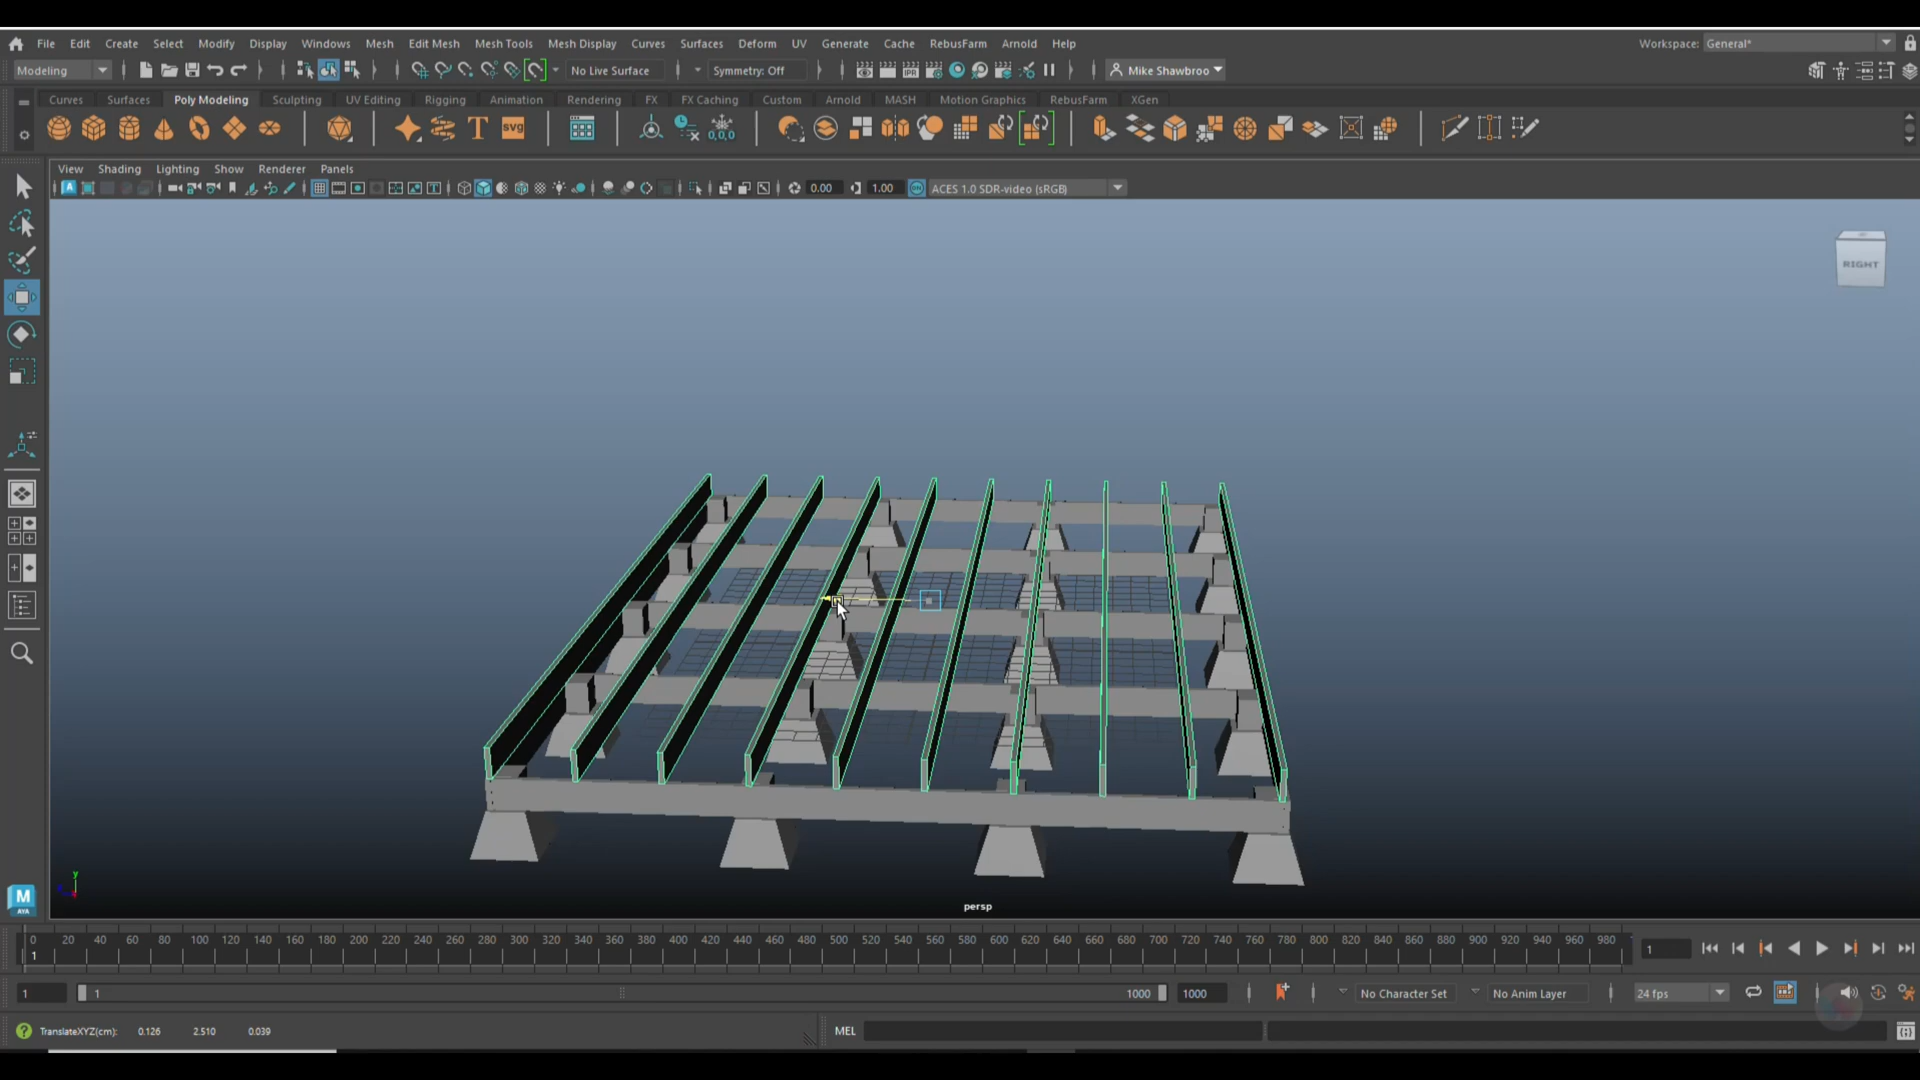 File Edit Create Select Modify Display Windows Mesh Edit Mesh Mesh Tools Mesh Display Curves Surfaces Deform UV Generate Cache RebusFarm Arnold Help Workspace: General*
Modeling No Live Surface Symmetry: Off Mike Shawbroo
Curves Surfaces Poly Modeling Sculpting UV Editing Rigging Animation Rendering FX FX Caching Custom Arnold MASH Motion Graphics RebusFarm XGen
T SVG 0,0,0
View Shading Lighting Show Renderer Panels
0.00 1.00 ACES 1.0 SDR-video (sRGB)
RIGHT
y
persp
M
AYA
0 20 40 60 80 100 120 140 160 180 200 220 240 260 280 300 320 340 360 380 400 420 440 460 480 500 520 540 560 580 600 620 640 660 680 700 720 740 760 780 800 820 840 860 880 900 920 940 960 980
1 1
1 1 1000 1000 No Character Set No Anim Layer 24 fps
TranslateXYZ(cm): 0.126 2.510 0.039 MEL